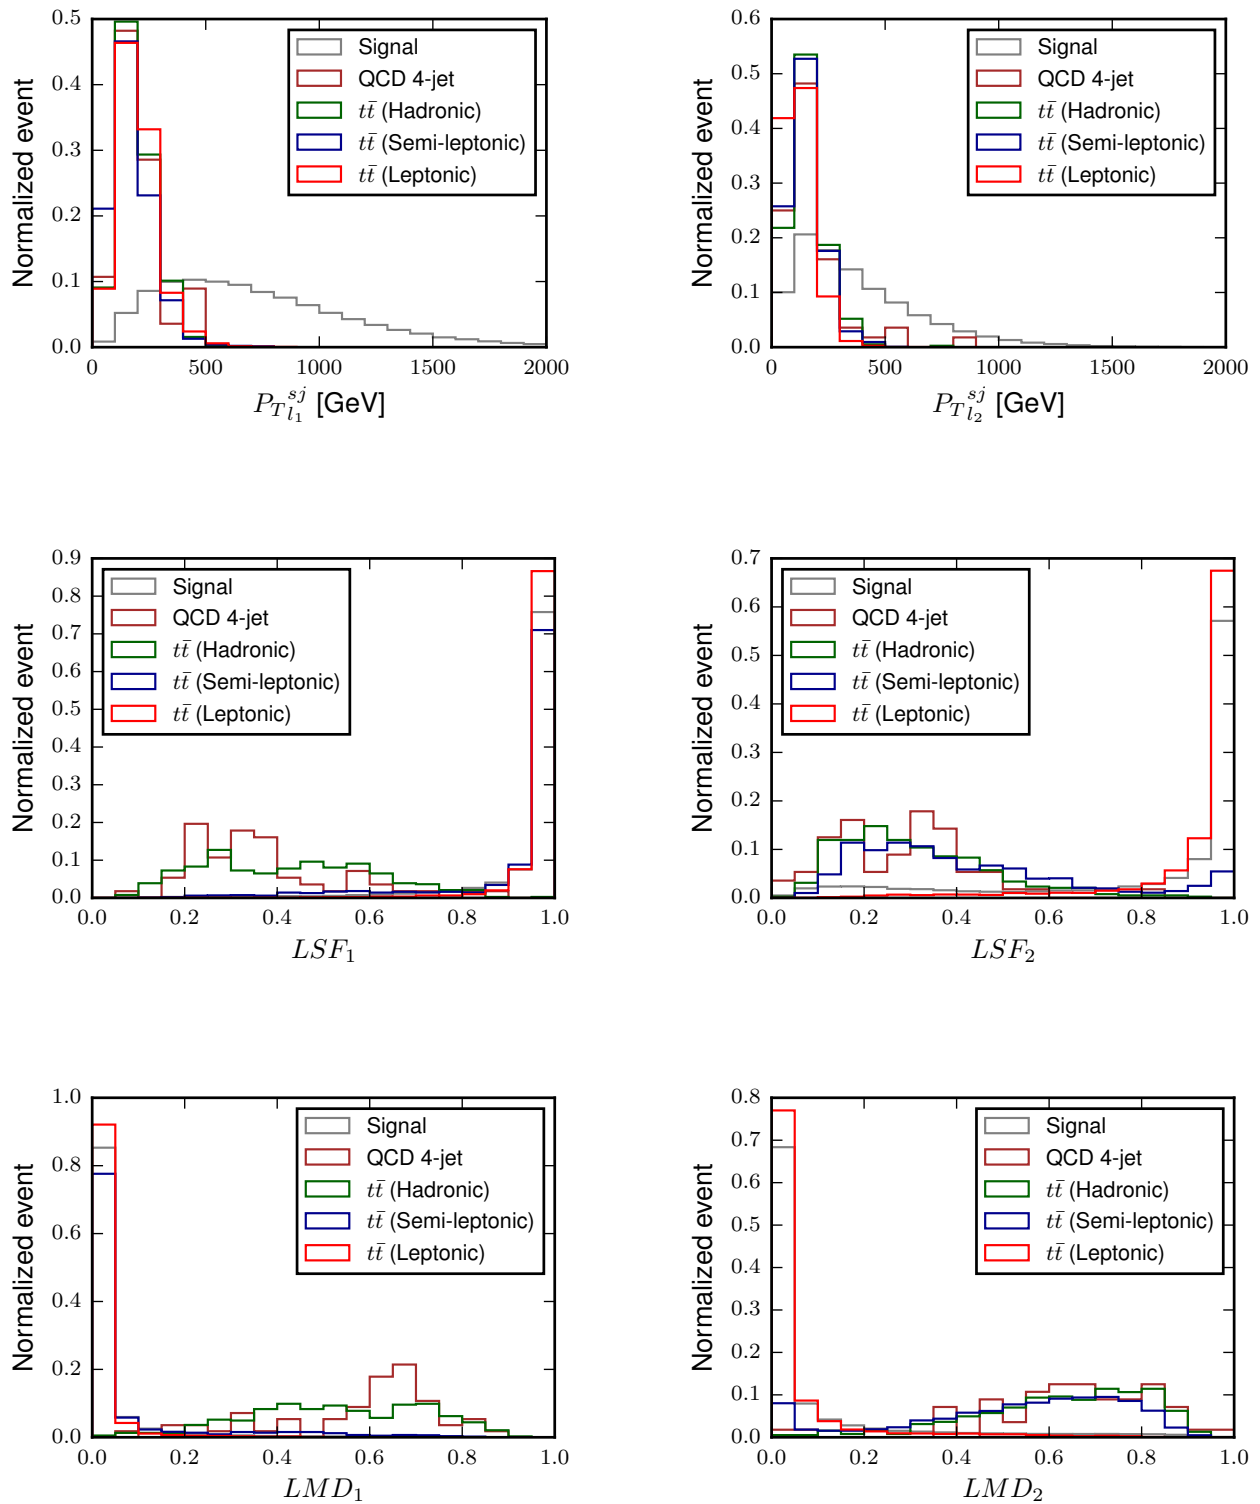 0.5
0.4
0.3
0.2
0.1
0.0
Normalized event
Signal
QCD 4-jet
tt̄ (Hadronic)
tt̄ (Semi-leptonic)
tt̄ (Leptonic)
0 500 1000 1500 2000
P_T^{sj}_{l_1} [GeV]
0.6
0.5
0.4
0.3
0.2
0.1
0.0
Normalized event
Signal
QCD 4-jet
tt̄ (Hadronic)
tt̄ (Semi-leptonic)
tt̄ (Leptonic)
0 500 1000 1500 2000
P_T^{sj}_{l_2} [GeV]
0.9
0.8
0.7
0.6
0.5
0.4
0.3
0.2
0.1
0.0
Normalized event
Signal
QCD 4-jet
tt̄ (Hadronic)
tt̄ (Semi-leptonic)
tt̄ (Leptonic)
0.0 0.2 0.4 0.6 0.8 1.0
LSF_1
0.7
0.6
0.5
0.4
0.3
0.2
0.1
0.0
Normalized event
Signal
QCD 4-jet
tt̄ (Hadronic)
tt̄ (Semi-leptonic)
tt̄ (Leptonic)
0.0 0.2 0.4 0.6 0.8 1.0
LSF_2
1.0
0.8
0.6
0.4
0.2
0.0
Normalized event
Signal
QCD 4-jet
tt̄ (Hadronic)
tt̄ (Semi-leptonic)
tt̄ (Leptonic)
0.0 0.2 0.4 0.6 0.8 1.0
LMD_1
0.8
0.7
0.6
0.5
0.4
0.3
0.2
0.1
0.0
Normalized event
Signal
QCD 4-jet
tt̄ (Hadronic)
tt̄ (Semi-leptonic)
tt̄ (Leptonic)
0.0 0.2 0.4 0.6 0.8 1.0
LMD_2